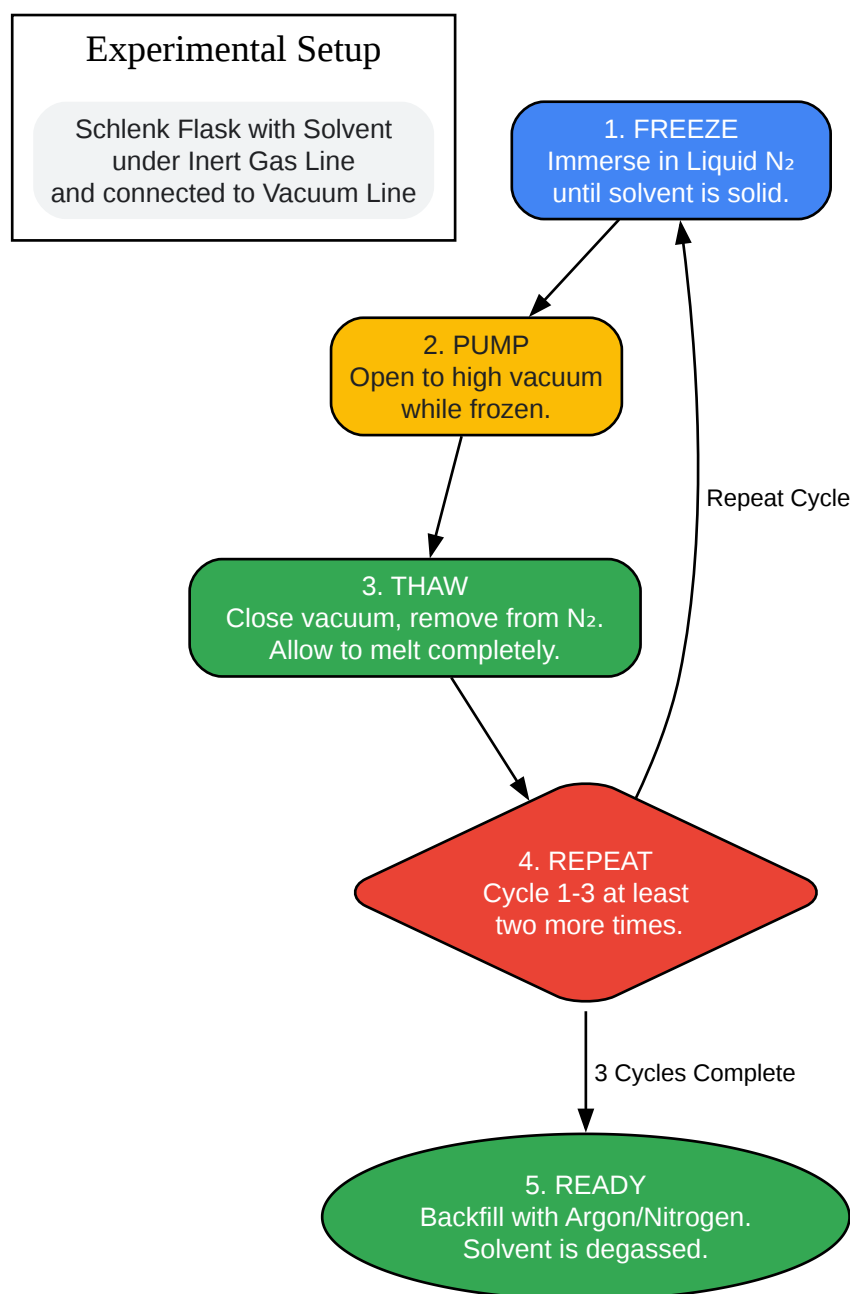 Experimental Setup
Schlenk Flask with Solvent
under Inert Gas Line
and connected to Vacuum Line
1. FREEZE
Immerse in Liquid N₂
until solvent is solid.
2. PUMP
Open to high vacuum
while frozen.
Repeat Cycle
3. THAW
Close vacuum, remove from N₂.
Allow to melt completely.
4. REPEAT
Cycle 1-3 at least
two more times.
3 Cycles Complete
5. READY
Backfill with Argon/Nitrogen.
Solvent is degassed.